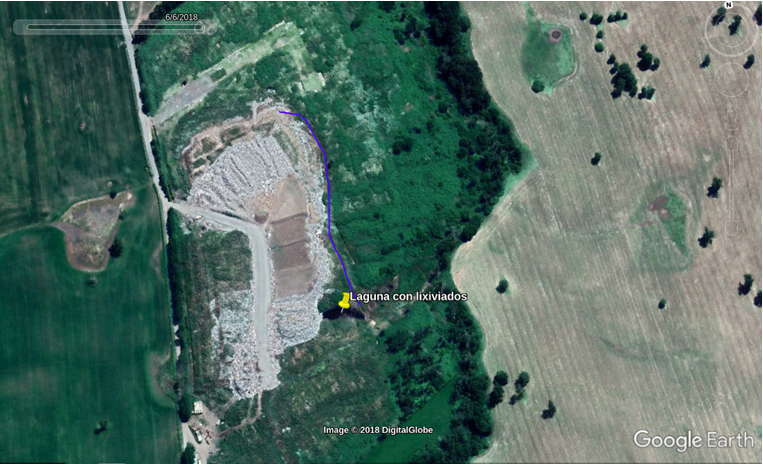 6/6/2018
N
Laguna con lixiviados
Image © 2018 DigitalGlobe
Google Earth